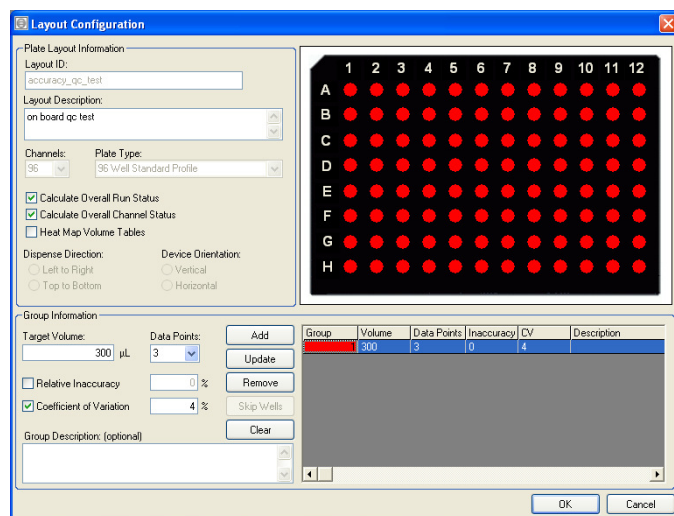 Layout Configuration
Plate Layout Information
Layout ID:
accuracy_qc_test
Layout Description:
on board qc test
Channels: Plate Type:
96 96 Well Standard Profile
Calculate Overall Run Status
Calculate Overall Channel Status
Heat Map Volume Tables
Dispense Direction: Device Orientation:
Left to Right Vertical
Top to Bottom Horizontal
1 2 3 4 5 6 7 8 9 10 11 12
A
B
C
D
E
F
G
H
Group Information
Target Volume: Data Points:
300 µL 3
Relative Inaccuracy 0 %
Coefficient of Variation 4 %
Group Description: (optional)
Add
Update
Remove
Skip Wells
Clear
Group Volume Data Points Inaccuracy CV Description
1 300 3 0 4
OK Cancel